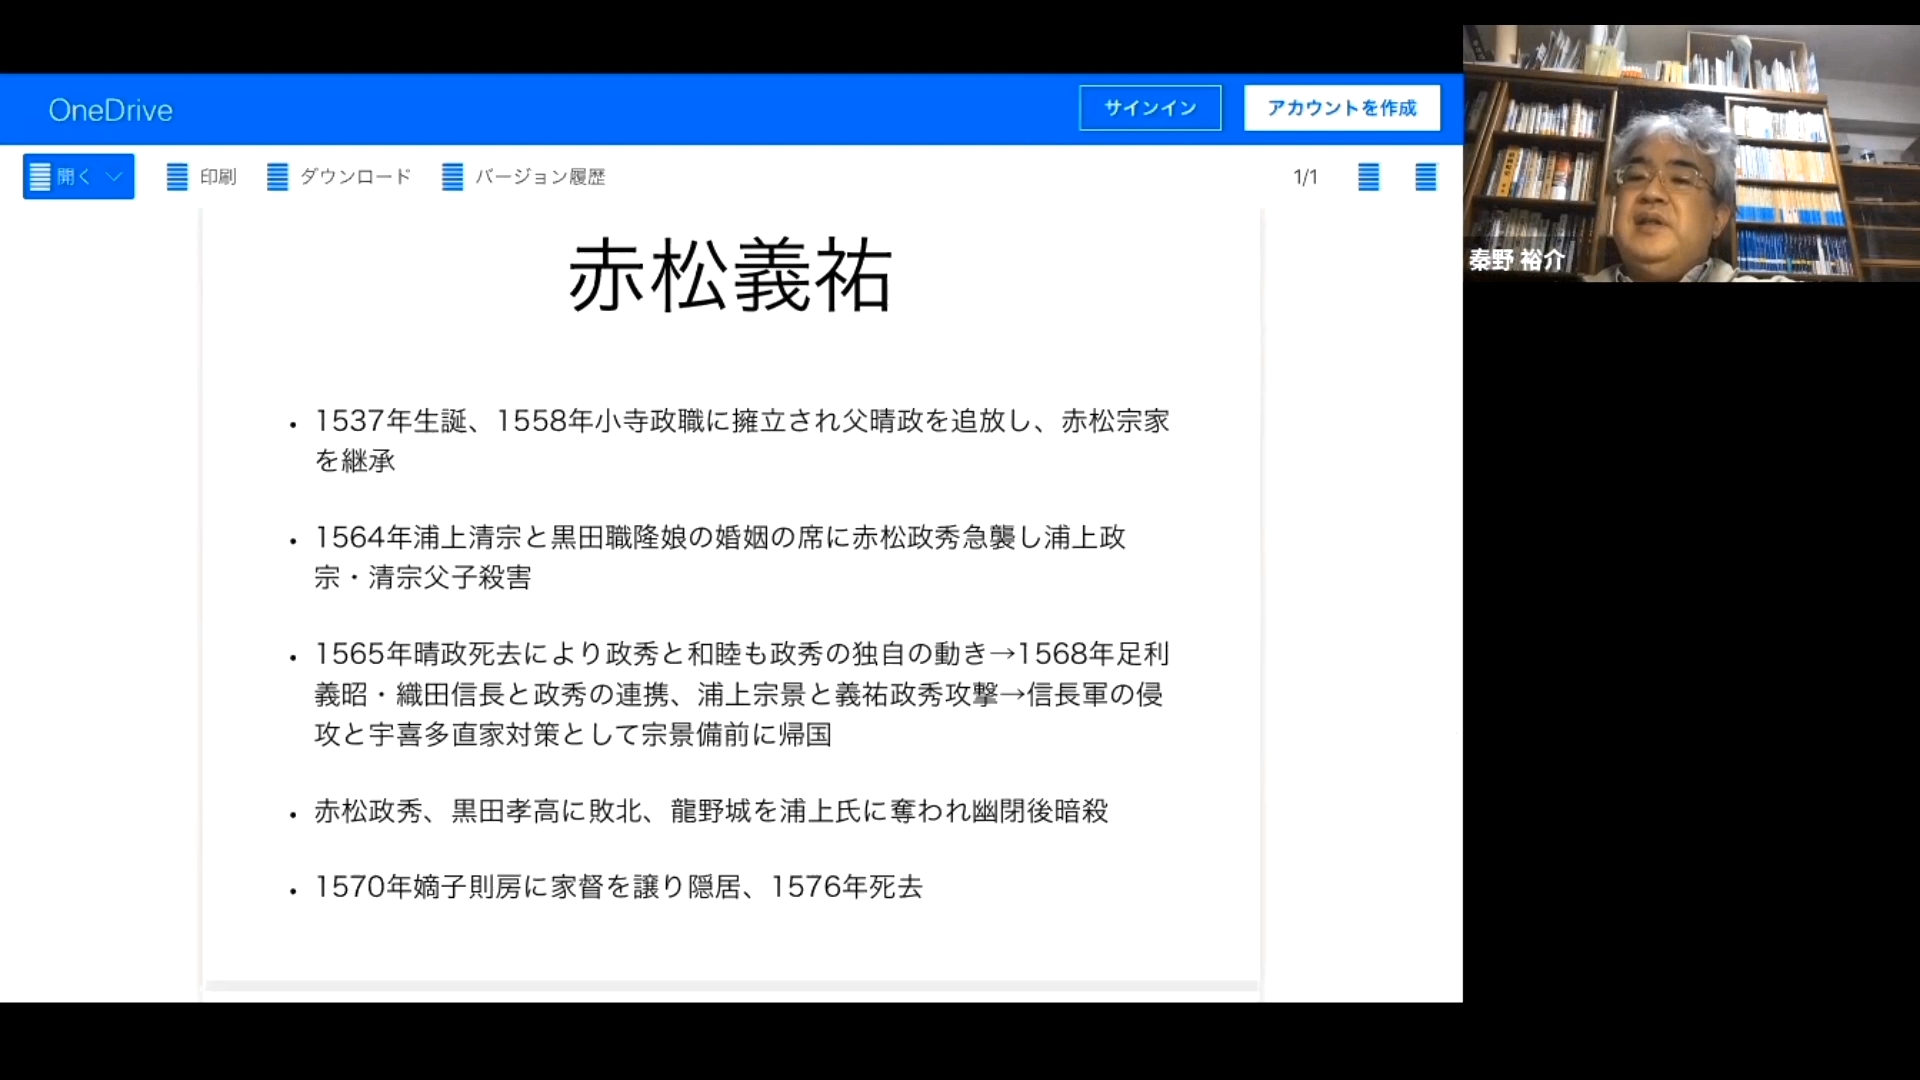 OneDrive
サインイン
アカウントを作成
開く
印刷
ダウンロード
バージョン履歴
1/1
赤松義祐
・1537年生誕、1558年小寺政職に擁立され父晴政を追放し、赤松宗家
を継承
・1564年浦上清宗と黒田職隆娘の婚姻の席に赤松政秀急襲し浦上政
宗・清宗父子殺害
・1565年晴政死去により政秀と和睦も政秀の独自の動き→1568年足利
義昭・織田信長と政秀の連携、浦上宗景と義祐政秀攻撃→信長軍の侵
攻と宇喜多直家対策として宗景備前に帰国
・赤松政秀、黒田孝高に敗北、龍野城を浦上氏に奪われ幽閉後暗殺
・1570年嫡子則房に家督を譲り隠居、1576年死去
秦野 裕介